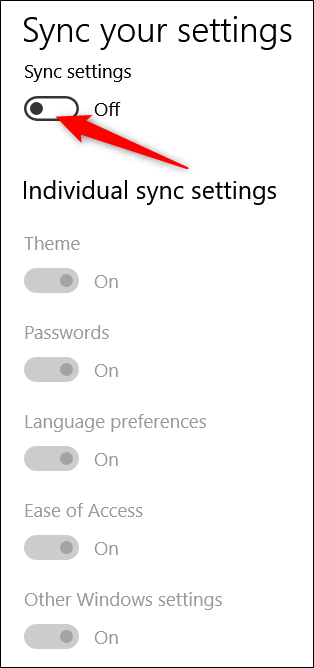 Sync your settings
Sync settings
Off
Individual sync settings
Theme
On
Passwords
On
Language preferences
On
Ease of Access
On
Other Windows settings
On